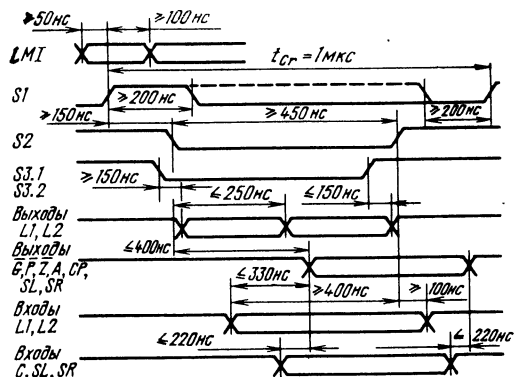 ≥50нс ≥100нс
LMI
t_cr = 1мкс
S1
≥200нс ≥450нс ≥200нс
≥150нс
S2
S3.1
S3.2
≥150нс ≤250нс ≤150нс
Выходы
L1, L2
≤400нс
Выходы
G̅, P̅, Z, A, CP,
SL, SR
≤330нс ≥400нс ≥100нс
Входы
L1, L2
≤220нс ≤ 220нс
Входы
C, SL, SR